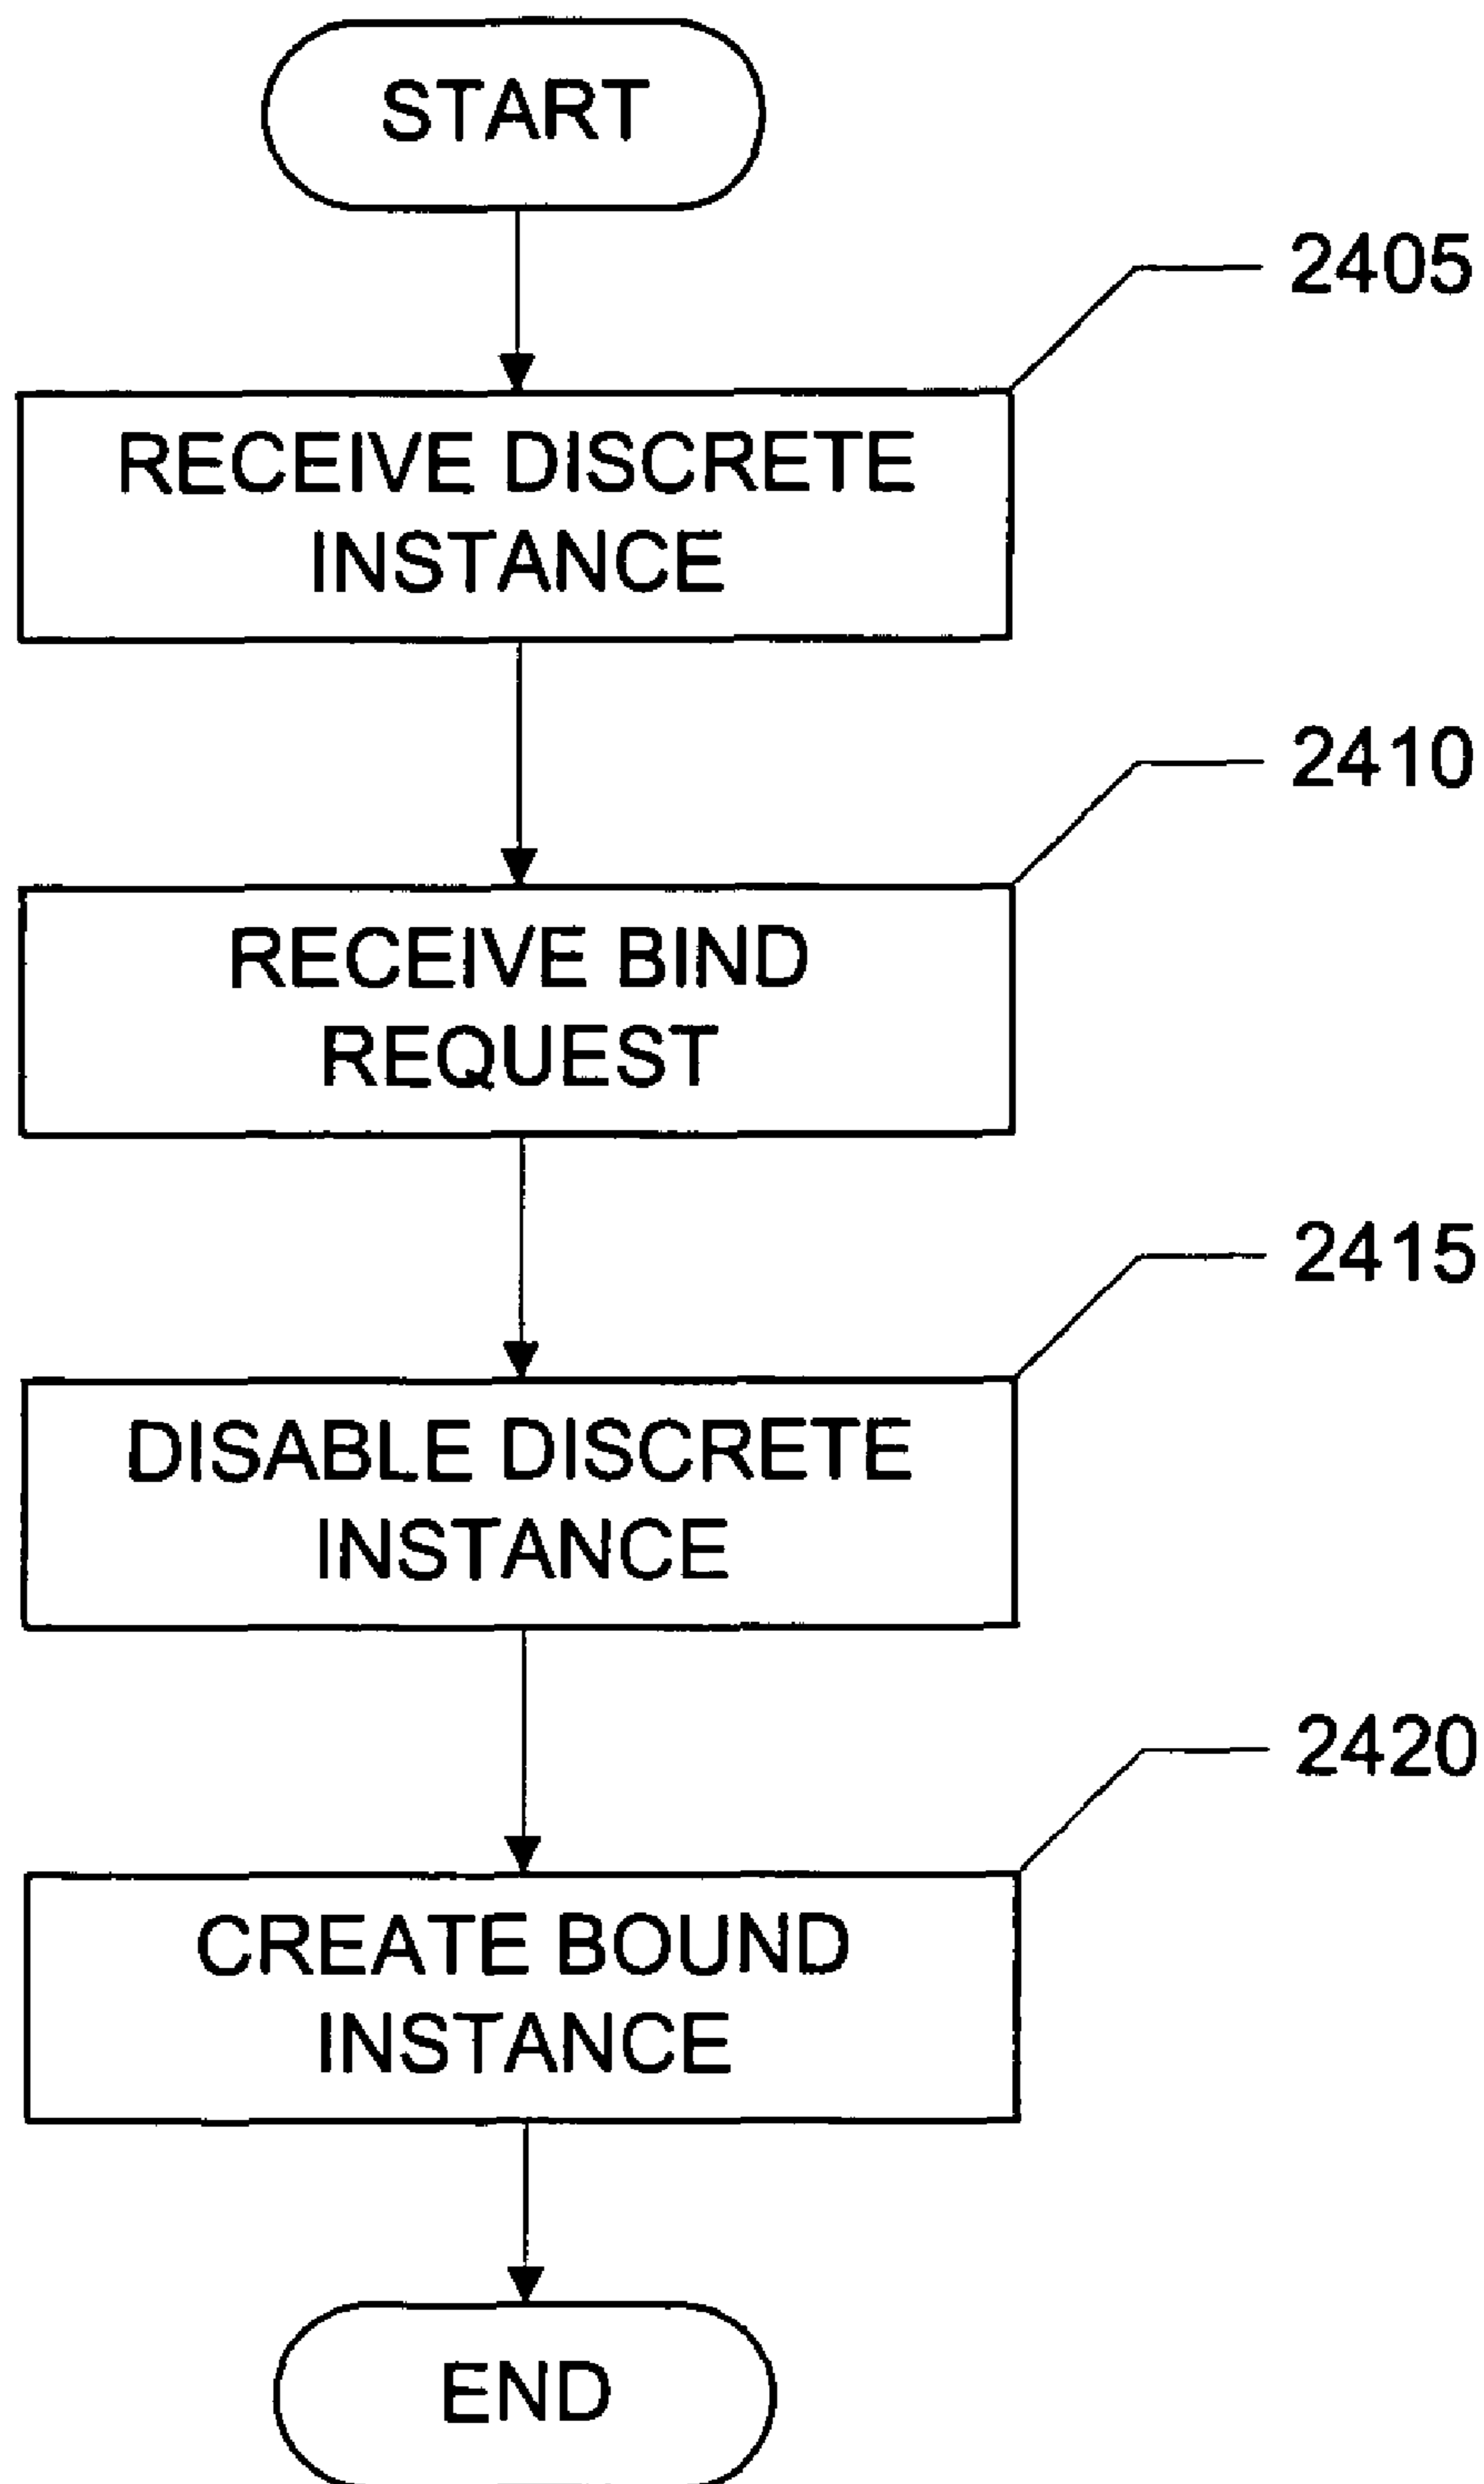 START
2405
RECEIVE DISCRETE
INSTANCE
2410
RECEIVE BIND
REQUEST
2415
DISABLE DISCRETE
INSTANCE
2420
CREATE BOUND
INSTANCE
END